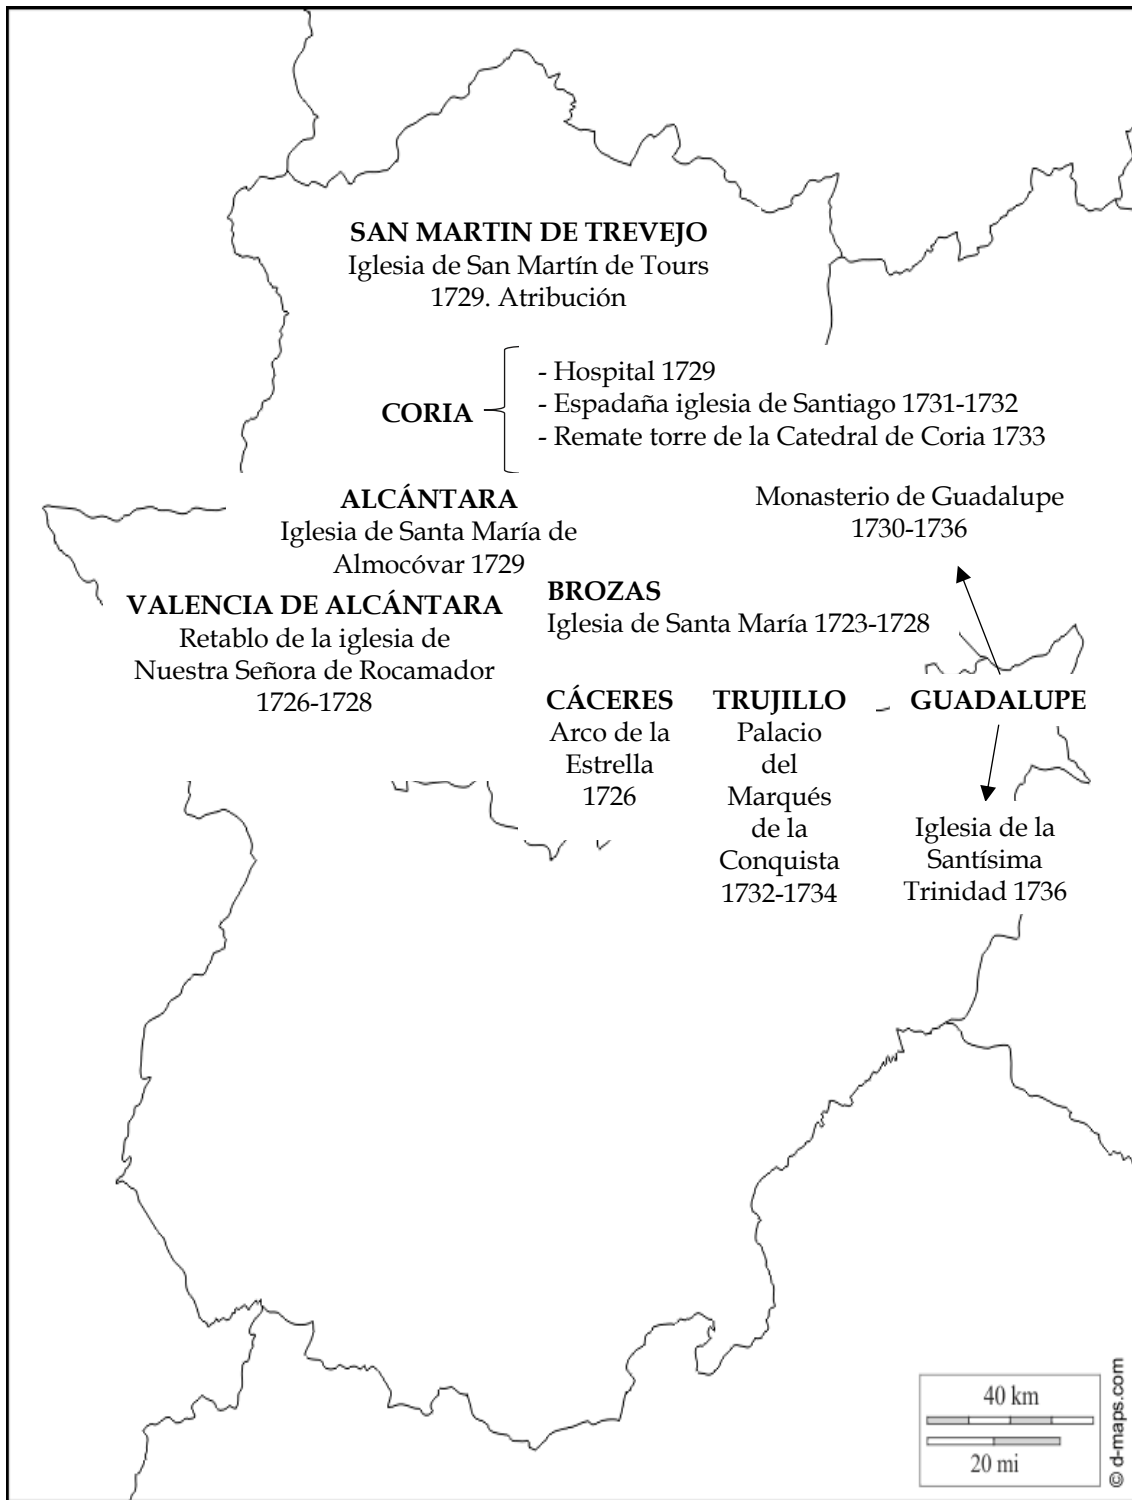 SAN MARTIN DE TREVEJO
Iglesia de San Martín de Tours
1729. Atribución
CORIA
- Hospital 1729
- Espadaña iglesia de Santiago 1731-1732
- Remate torre de la Catedral de Coria 1733
ALCÁNTARA
Iglesia de Santa María de
Almocóvar 1729
Monasterio de Guadalupe
1730-1736
VALENCIA DE ALCÁNTARA
Retablo de la iglesia de
Nuestra Señora de Rocamador
1726-1728
BROZAS
Iglesia de Santa María 1723-1728
CÁCERES
Arco de la
Estrella
1726
TRUJILLO
Palacio
del
Marqués
de la
Conquista
1732-1734
GUADALUPE
Iglesia de la
Santísima
Trinidad 1736
40 km
20 mi
© d-maps.com